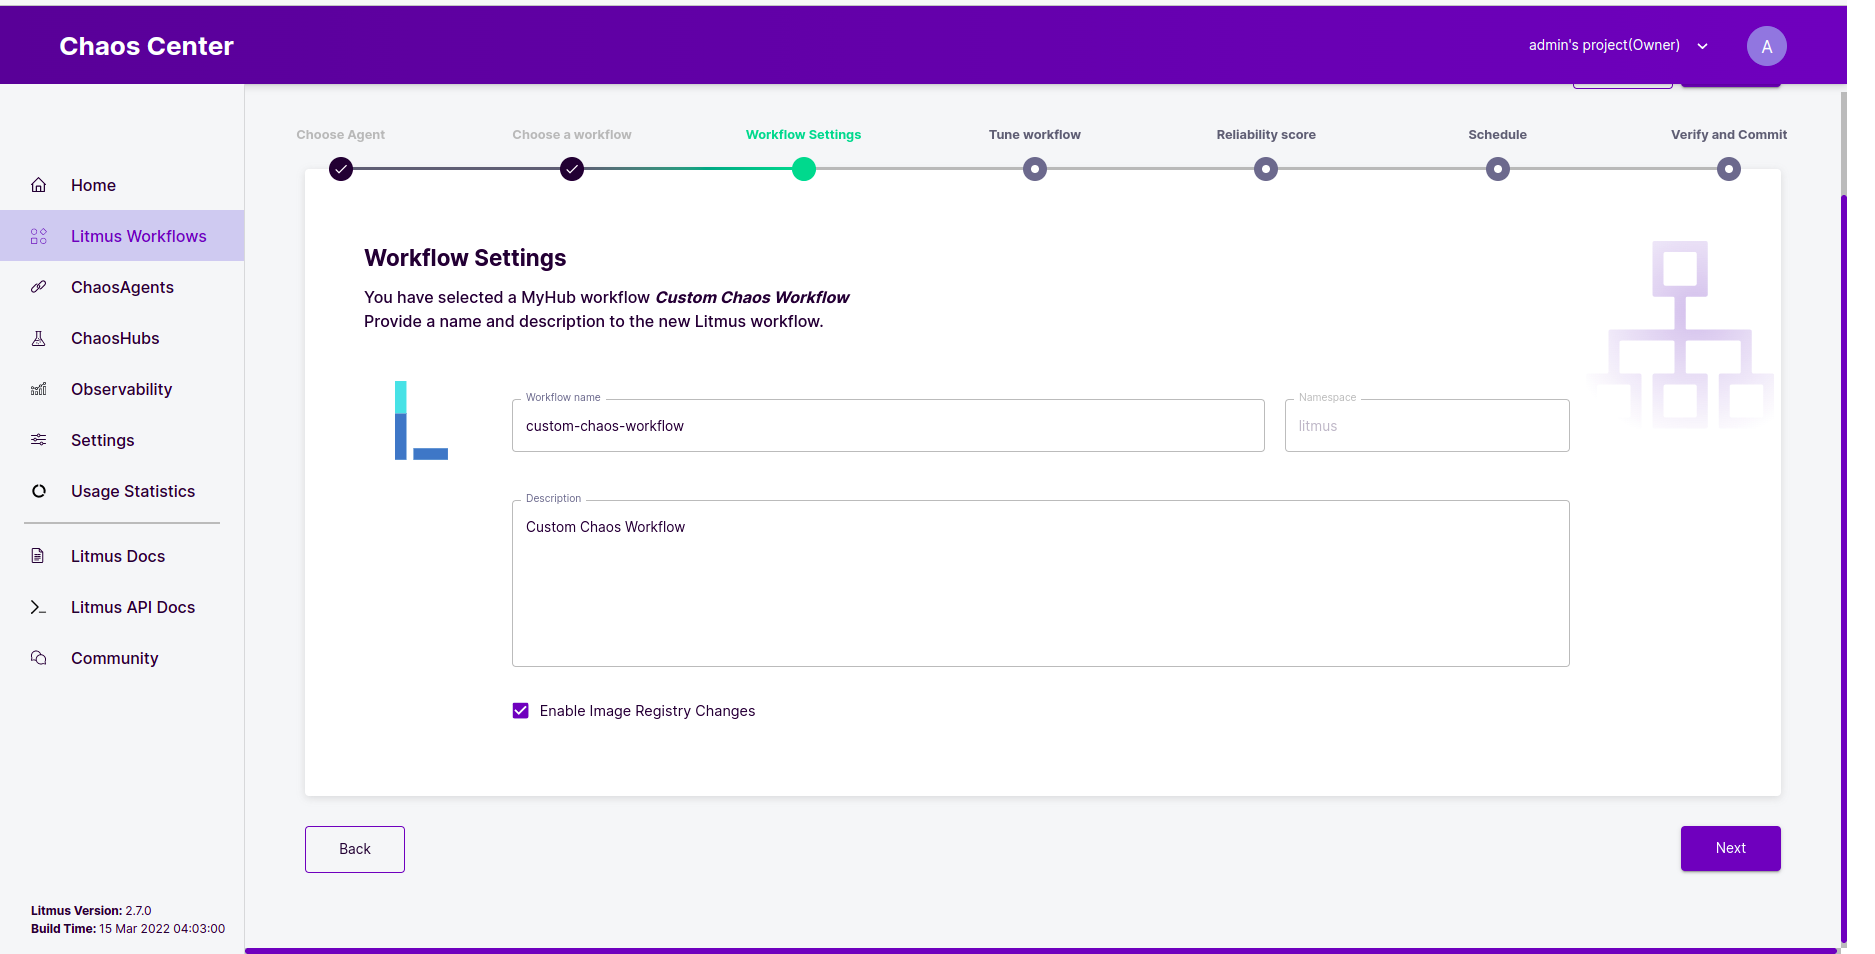 Chaos Center
admin's project(Owner)
A
Home
Litmus Workflows
ChaosAgents
ChaosHubs
Observability
Settings
Usage Statistics
Litmus Docs
Litmus API Docs
Community
Litmus Version: 2.7.0
Build Time: 15 Mar 2022 04:03:00
Choose Agent
Choose a workflow
Workflow Settings
Tune workflow
Reliability score
Schedule
Verify and Commit
Workflow Settings
You have selected a MyHub workflow Custom Chaos Workflow
Provide a name and description to the new Litmus workflow.
Workflow name
custom-chaos-workflow
Namespace
litmus
Description
Custom Chaos Workflow
Enable Image Registry Changes
Back
Next